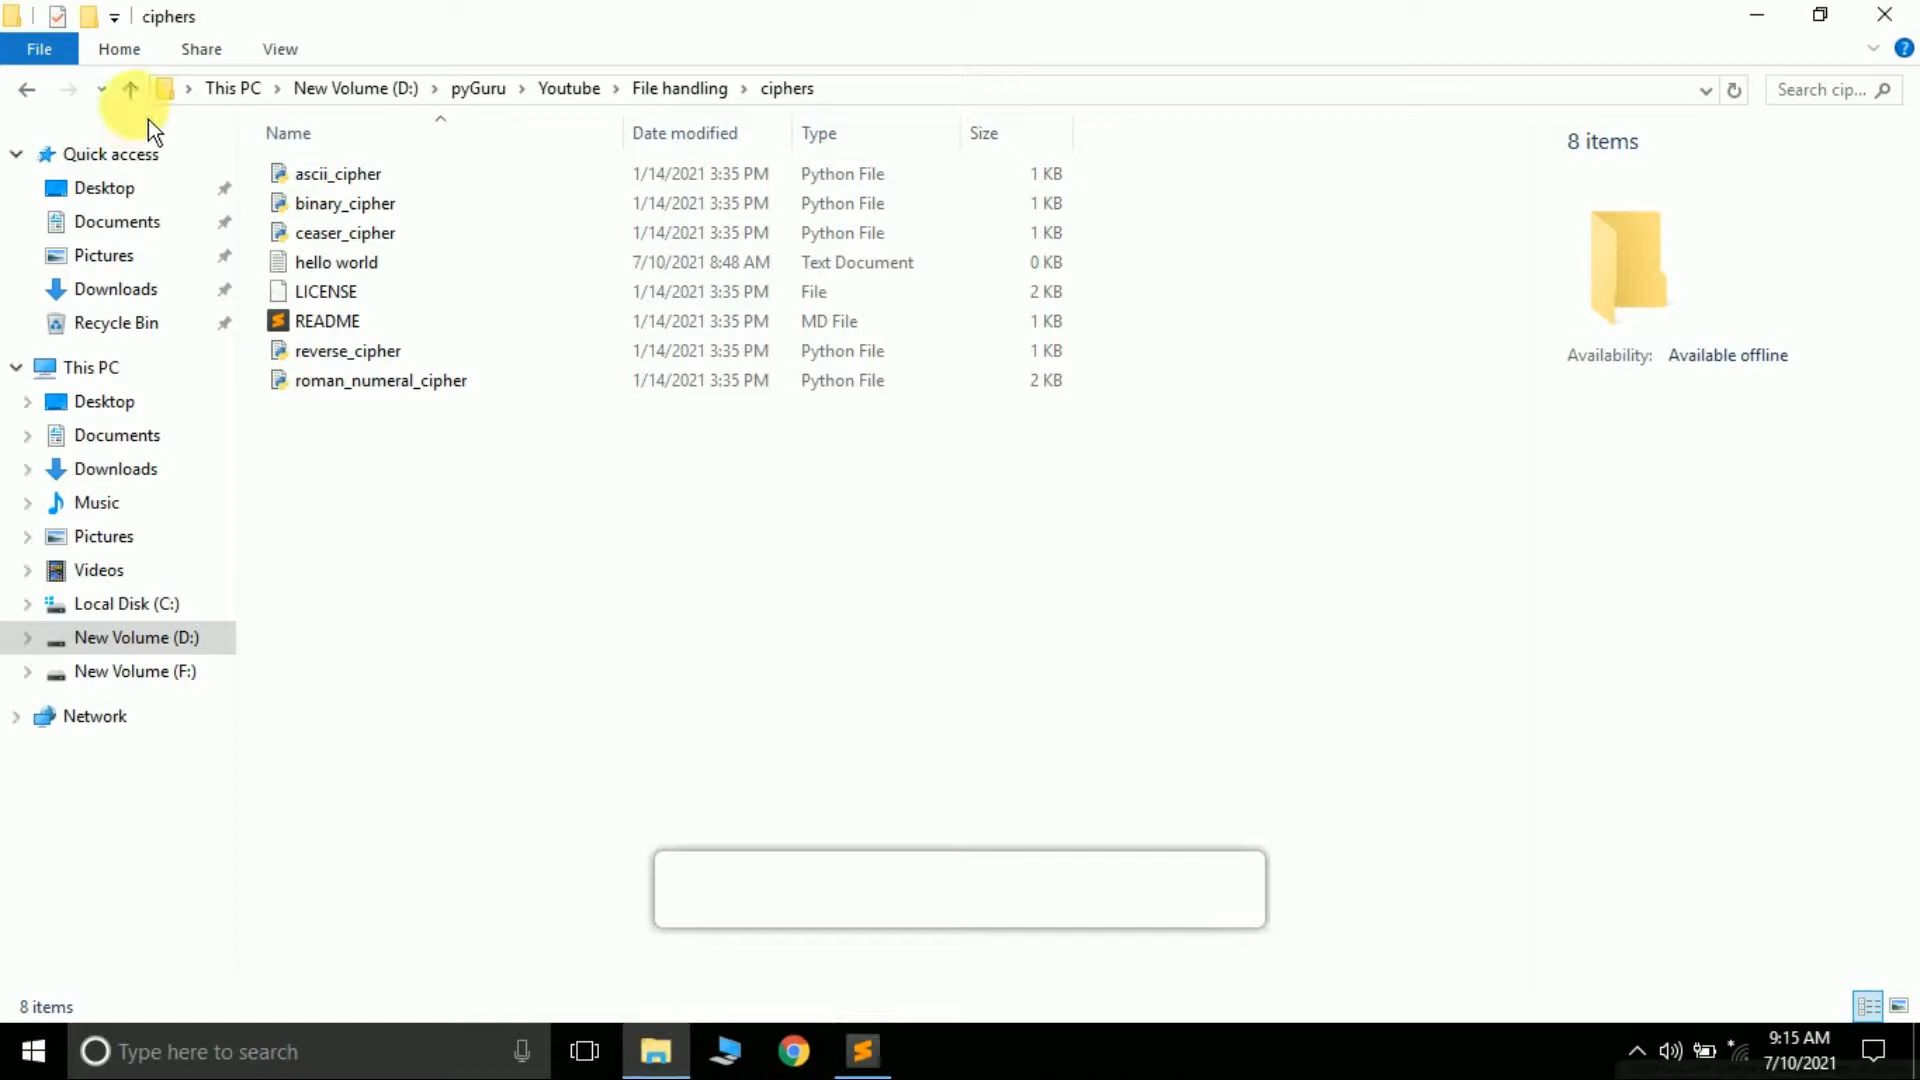 ciphers
File Home Share View
This PC New Volume (D:) pyGuru Youtube File handling ciphers
Search cip...
Name Date modified Type Size
ascii_cipher 1/14/2021 3:35 PM Python File 1 KB
binary_cipher 1/14/2021 3:35 PM Python File 1 KB
ceaser_cipher 1/14/2021 3:35 PM Python File 1 KB
hello world 7/10/2021 8:48 AM Text Document 0 KB
LICENSE 1/14/2021 3:35 PM File 2 KB
README 1/14/2021 3:35 PM MD File 1 KB
reverse_cipher 1/14/2021 3:35 PM Python File 1 KB
roman_numeral_cipher 1/14/2021 3:35 PM Python File 2 KB
Quick access
Desktop
Documents
Pictures
Downloads
Recycle Bin
This PC
Desktop
Documents
Downloads
Music
Pictures
Videos
Local Disk (C:)
New Volume (D:)
New Volume (F:)
Network
8 items
Availability: Available offline
8 items
Type here to search
9:15 AM
7/10/2021